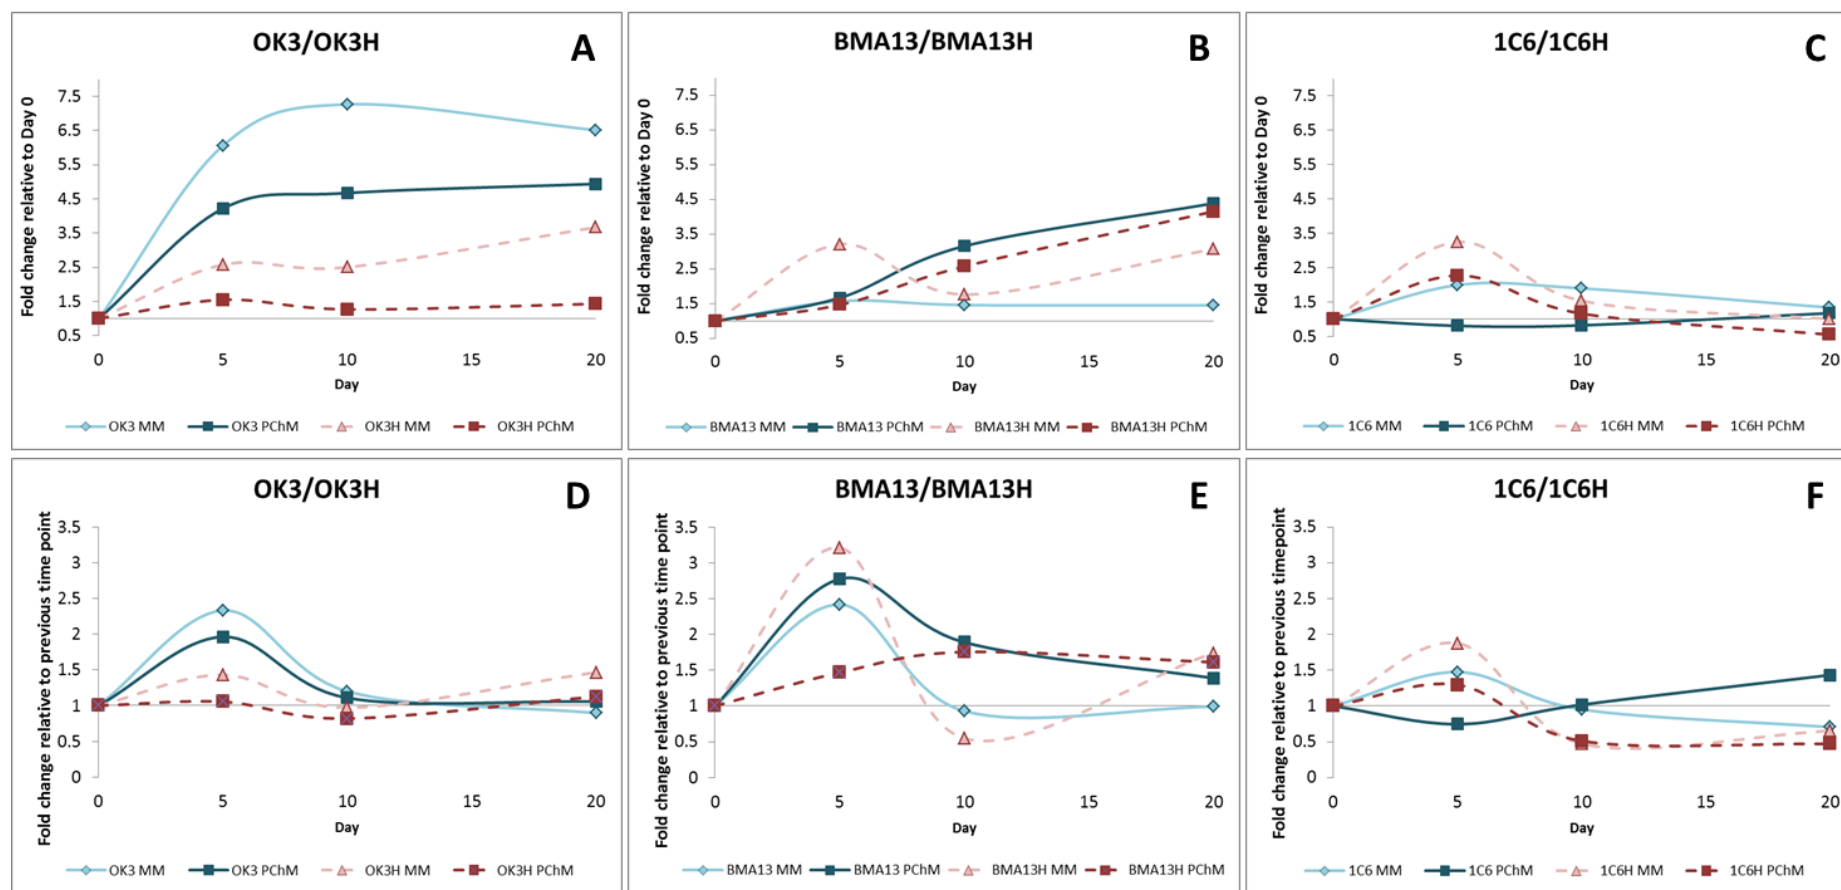 OK3/OK3H
A
Fold change relative to Day 0
7.5
6.5
5.5
4.5
3.5
2.5
1.5
0.5
0 5 10 15 20
Day
OK3 MM OK3 PChM OK3H MM OK3H PChM
BMA13/BMA13H
B
Fold change relative to Day 0
7.5
6.5
5.5
4.5
3.5
2.5
1.5
0.5
0 5 10 15 20
Day
BMA13 MM BMA13 PChM BMA13H MM BMA13H PChM
1C6/1C6H
C
Fold change relative to Day 0
7.5
6.5
5.5
4.5
3.5
2.5
1.5
0.5
0 5 10 15 20
Day
1C6 MM 1C6 PChM 1C6H MM 1C6H PChM
OK3/OK3H
D
Fold change relative to previous time point
3.5
3
2.5
2
1.5
1
0.5
0
0 5 10 15 20
Day
OK3 MM OK3 PChM OK3H MM OK3H PChM
BMA13/BMA13H
E
Fold change relative to previous time point
3.5
3
2.5
2
1.5
1
0.5
0
0 5 10 15 20
Day
BMA13 MM BMA13 PChM BMA13H MM BMA13H PChM
1C6/1C6H
F
Fold change relative to previous timepoint
3.5
3
2.5
2
1.5
1
0.5
0
0 5 10 15 20
Day
1C6 MM 1C6 PChM 1C6H MM 1C6H PChM